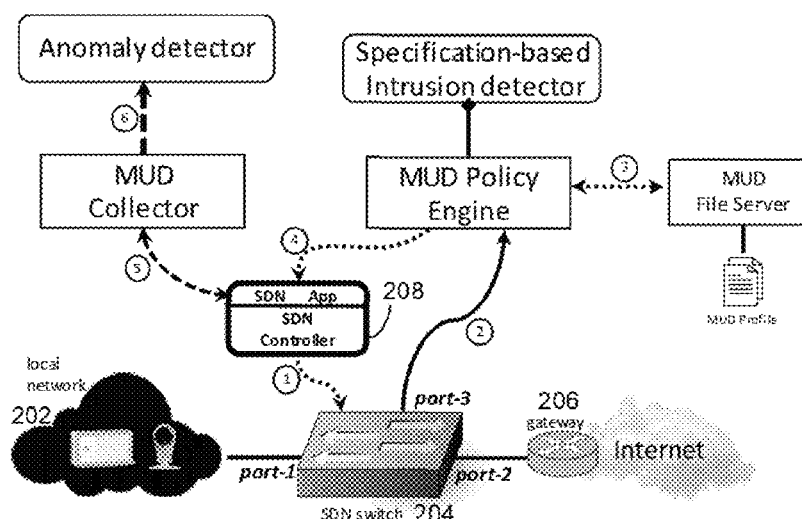 Anomaly detector
Specification-based
Intrusion detector
6
MUD
Collector
MUD Policy
Engine
3
MUD
File Server
4
5
SDN App
SDN
Controller
208
2
MUD Profile
1
local
network
202
port-3
206
gateway
Internet
port-1
port-2
SDN switch 204